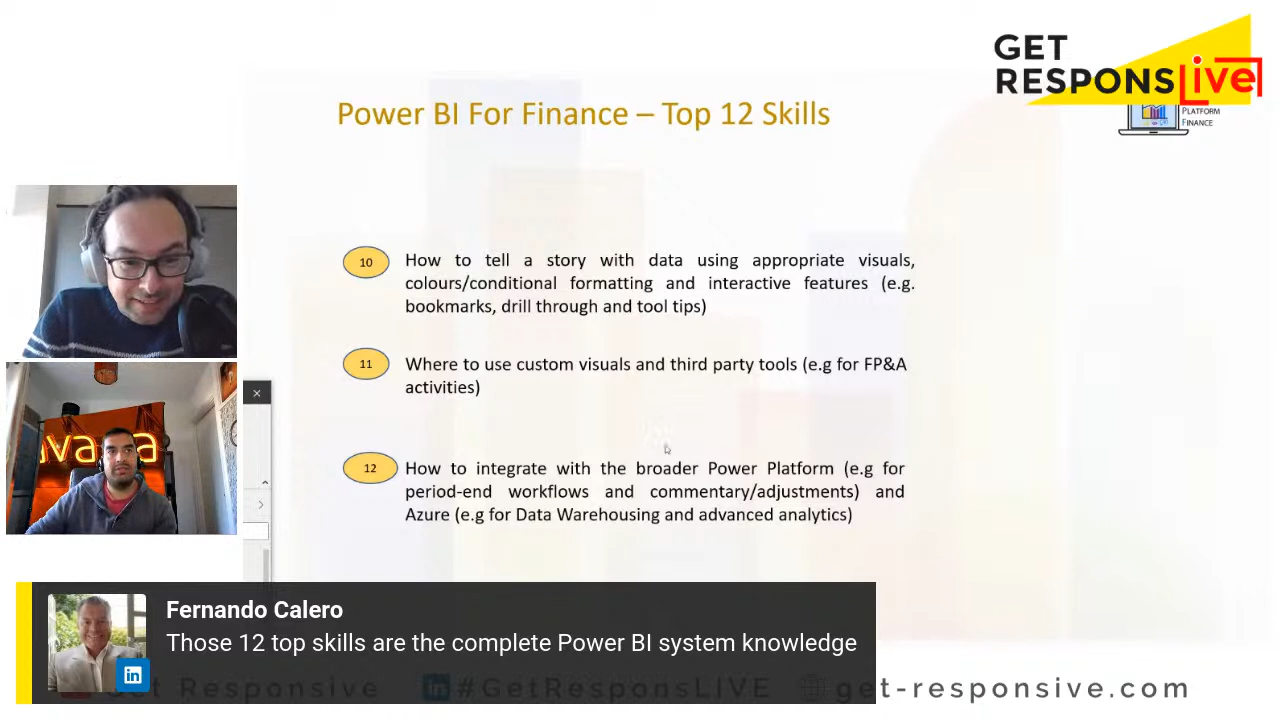 GET
RESPONSLive
PLATFORM
FINANCE
Power BI For Finance – Top 12 Skills
10
How to tell a story with data using appropriate visuals,
colours/conditional formatting and interactive features (e.g.
bookmarks, drill through and tool tips)
11
Where to use custom visuals and third party tools (e.g for FP&A
activities)
12
How to integrate with the broader Power Platform (e.g for
period-end workflows and commentary/adjustments) and
Azure (e.g for Data Warehousing and advanced analytics)
Fernando Calero
Those 12 top skills are the complete Power BI system knowledge
in
Get Responsive
in #GetResponsLIVE
get-responsive.com